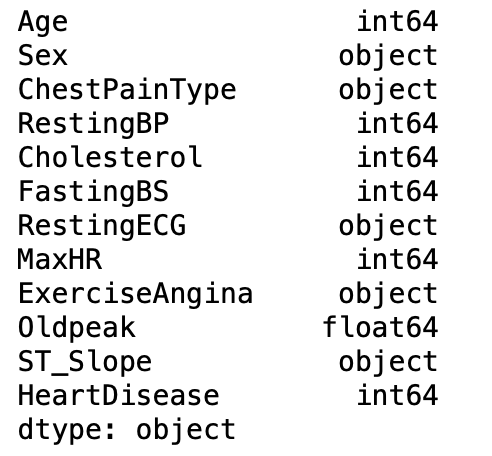 Age int64
Sex object
ChestPainType object
RestingBP int64
Cholesterol int64
FastingBS int64
RestingECG object
MaxHR int64
ExerciseAngina object
Oldpeak float64
ST_Slope object
HeartDisease int64
dtype: object